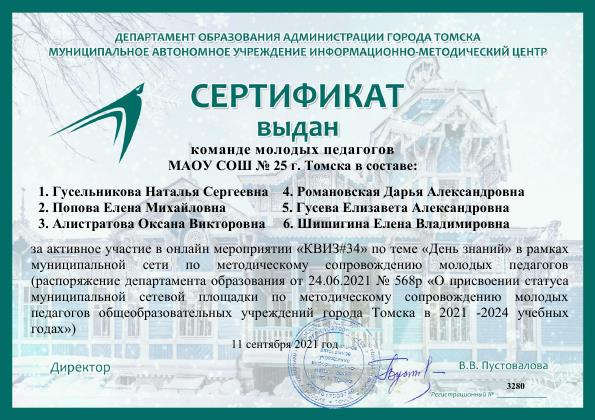 ДЕПАРТАМЕНТ ОБРАЗОВАНИЯ АДМИНИСТРАЦИИ ГОРОДА ТОМСКА
МУНИЦИПАЛЬНОЕ АВТОНОМНОЕ УЧРЕЖДЕНИЕ ИНФОРМАЦИОННО-МЕТОДИЧЕСКИЙ ЦЕНТР
СЕРТИФИКАТ
выдан
команде молодых педагогов
МАОУ СОШ № 25 г. Томска в составе:
1. Гусельникова Наталья Сергеевна 4. Романовская Дарья Александровна
2. Попова Елена Михайловна 5. Гусева Елизавета Александровна
3. Алистратова Оксана Викторовна 6. Шишигина Елена Владимировна
за активное участие в онлайн мероприятии «КВИЗ#34» по теме «День знаний» в рамках
муниципальной сети по методическому сопровождению молодых педагогов
(распоряжение департамента образования от 24.06.2021 № 568р «О присвоении статуса
муниципальной сетевой площадки по методическому сопровождению молодых
педагогов общеобразовательных учреждений города Томска в 2021 -2024 учебных
годах»)
11 сентября 2021 год
Директор В.В. Пустовалова
Регистрационный № 3280